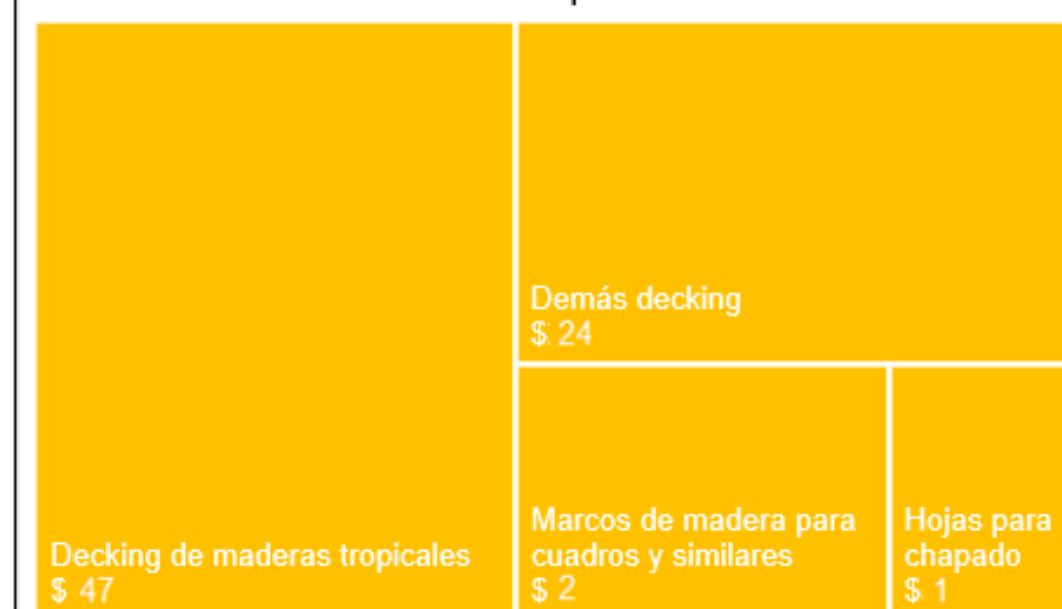 Demás decking
$ 24
Decking de maderas tropicales
$ 47
Marcos de madera para
cuadros y similares
$ 2
Hojas para
chapado
$ 1